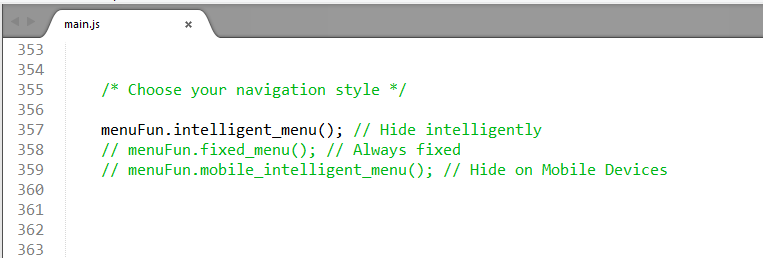 main.js ×
353
354
355 /* Choose your navigation style */
356
357 menuFun.intelligent_menu(); // Hide intelligently
358 // menuFun.fixed_menu(); // Always fixed
359 // menuFun.mobile_intelligent_menu(); // Hide on Mobile Devices
360
361
362
363